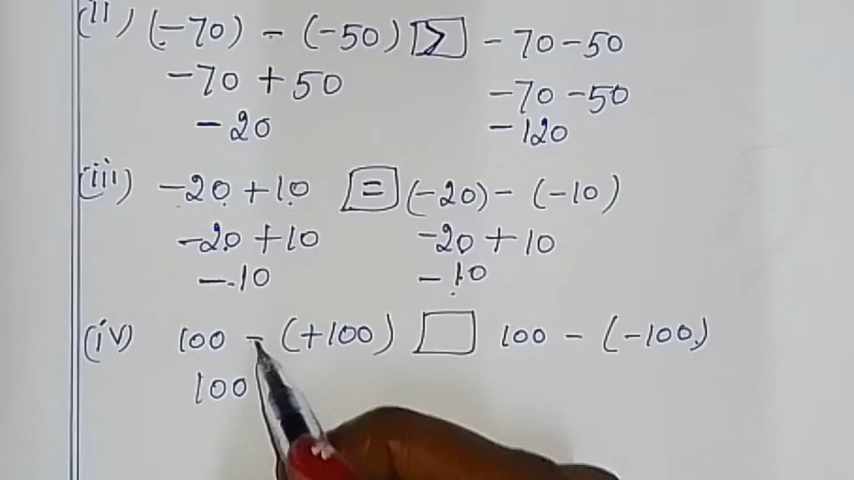 (ii) (-70) - (-50) > -70-50
-70 + 50 -70 -50
-20 -120
(iii) -20 +10 = (-20) - (-10)
-20 +10 -20 + 10
-10 -10
(iv) 100 - (+100) □ 100 - (-100)
100